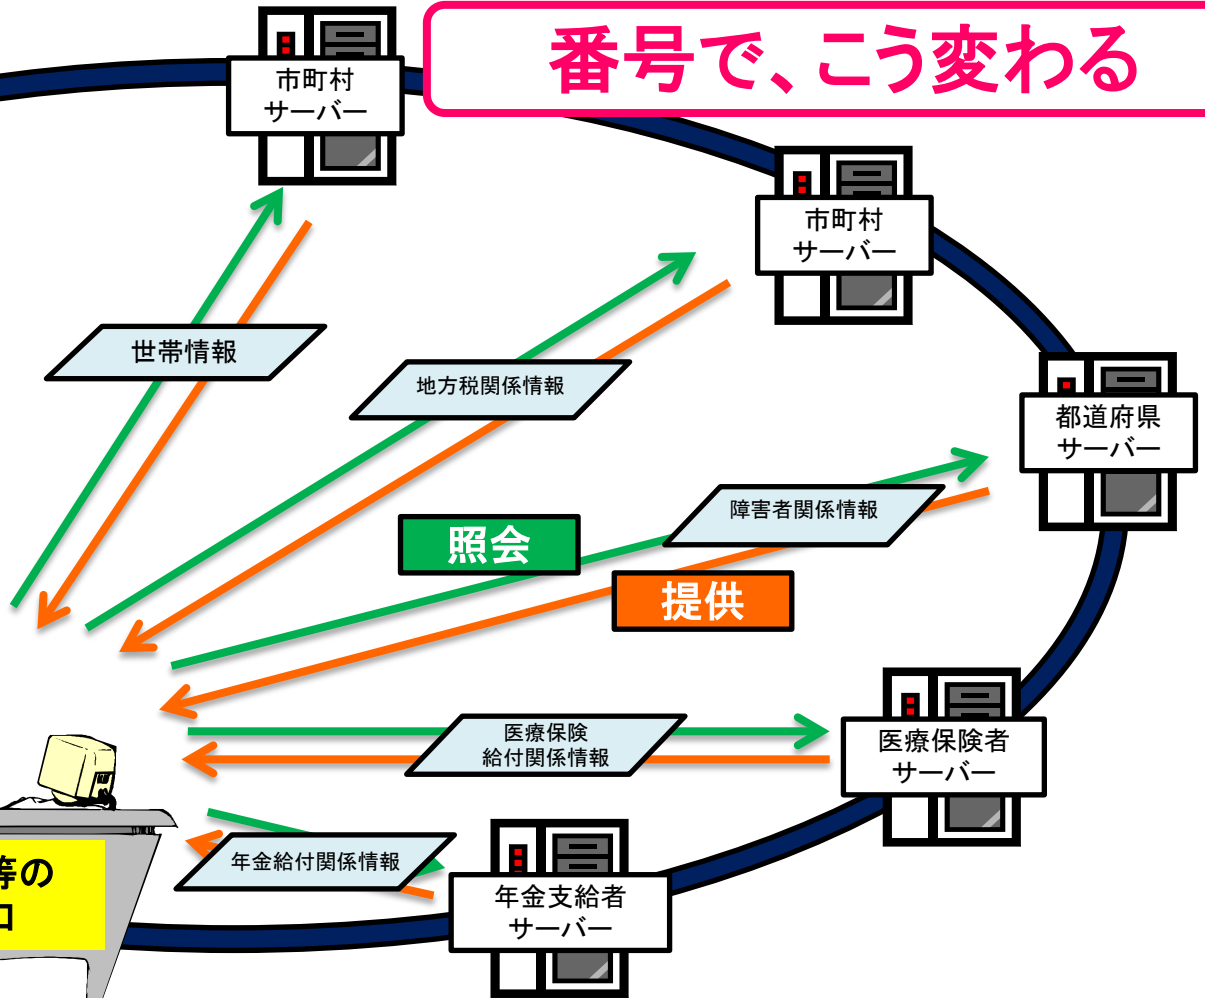 番号で、こう変わる
市町村
サーバー
市町村
サーバー
世帯情報
地方税関係情報
都道府県
サーバー
障害者関係情報
照会
提供
医療保険
給付関係情報
医療保険者
サーバー
年金給付関係情報
年金支給者
サーバー
等の
口